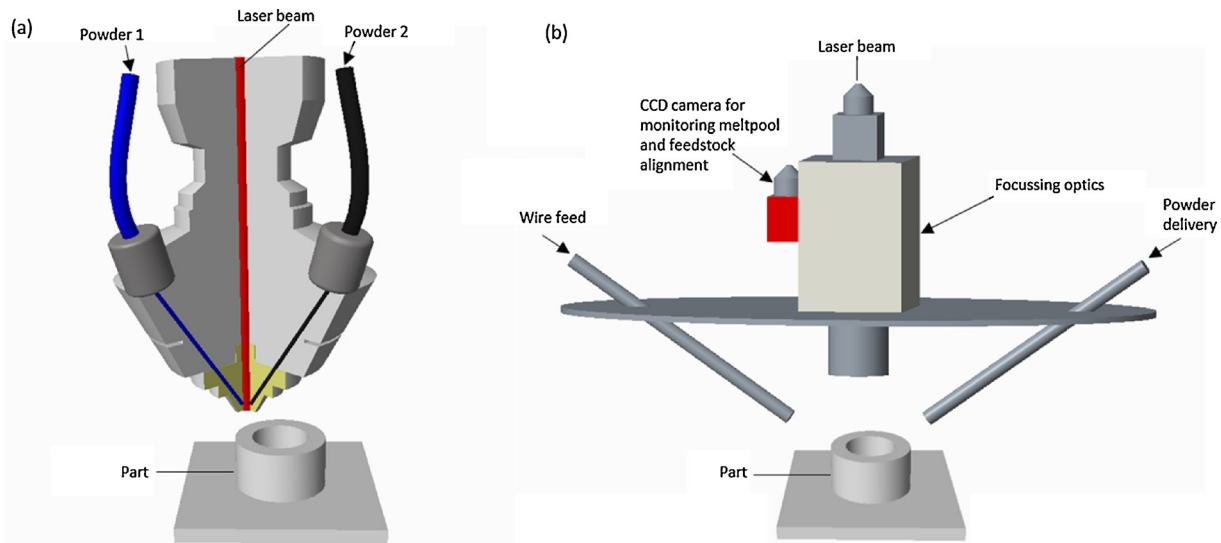 (a)
Laser beam
Powder 1
Powder 2
Part
(b)
Laser beam
CCD camera for
monitoring meltpool
and feedstock
alignment
Focussing optics
Wire feed
Powder
delivery
Part